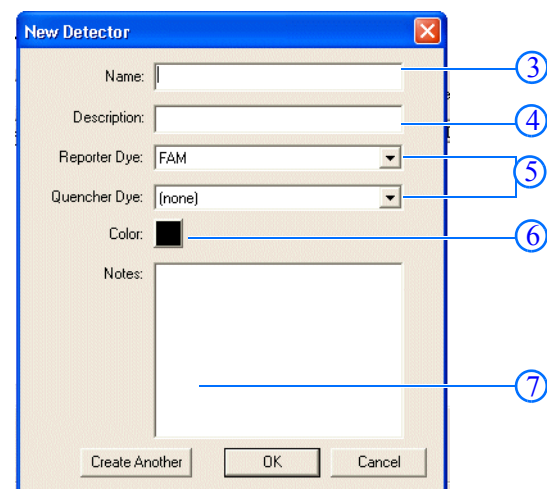 New Detector
Name: 3
Description: 4
Reporter Dye: FAM
5
Quencher Dye: (none)
Color: 6
Notes:
7
Create Another OK Cancel